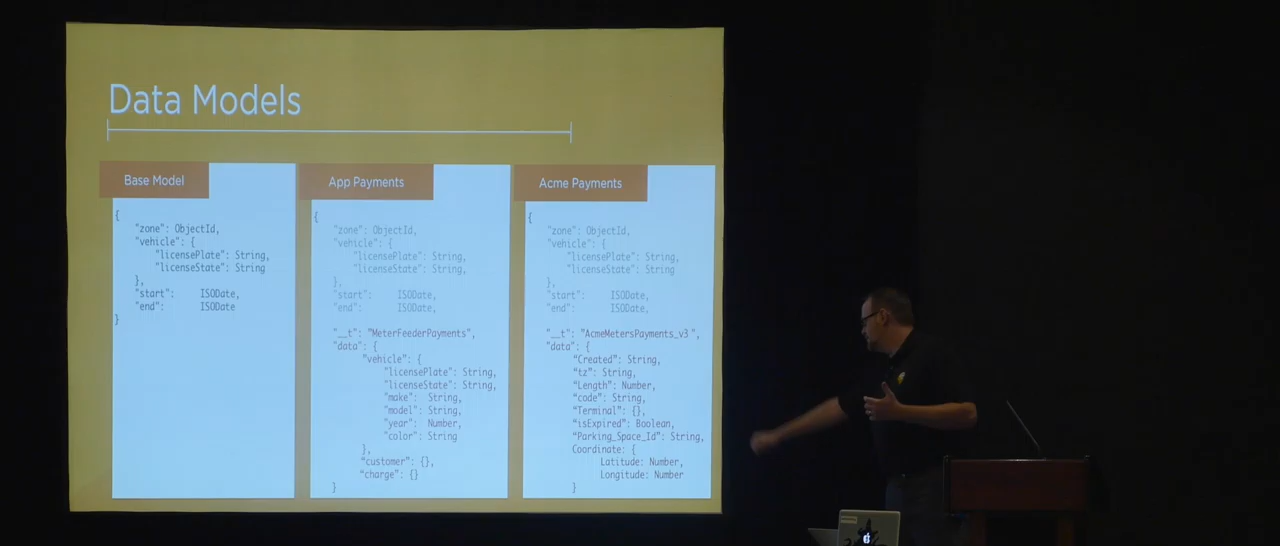 Data Models
Base Model
{
"zone": ObjectId,
"vehicle": {
"licensePlate": String,
"licenseState": String
},
"start": ISODate,
"end": ISODate
}
App Payments
{
"zone": ObjectId,
"vehicle": {
"licensePlate": String,
"licenseState": String,
},
"start": ISODate,
"end": ISODate,
"__t": "MeterFeederPayments",
"data": {
"vehicle": {
"licensePlate": String,
"licenseState": String,
"make": String,
"model": String,
"year": Number,
"color": String
},
"customer": {},
"charge": {}
}
Acme Payments
{
"zone": ObjectId,
"vehicle": {
"licensePlate": String,
"licenseState": String
},
"start": ISODate,
"end": ISODate,
"__t": "AcmeMetersPayments_v3 ",
"data": {
"Created": String,
"tz": String,
"Length": Number,
"code": String,
"Terminal": {},
"isExpired": Boolean,
"Parking_Space_Id": String,
Coordinate: {
Latitude: Number,
Longitude: Number
}